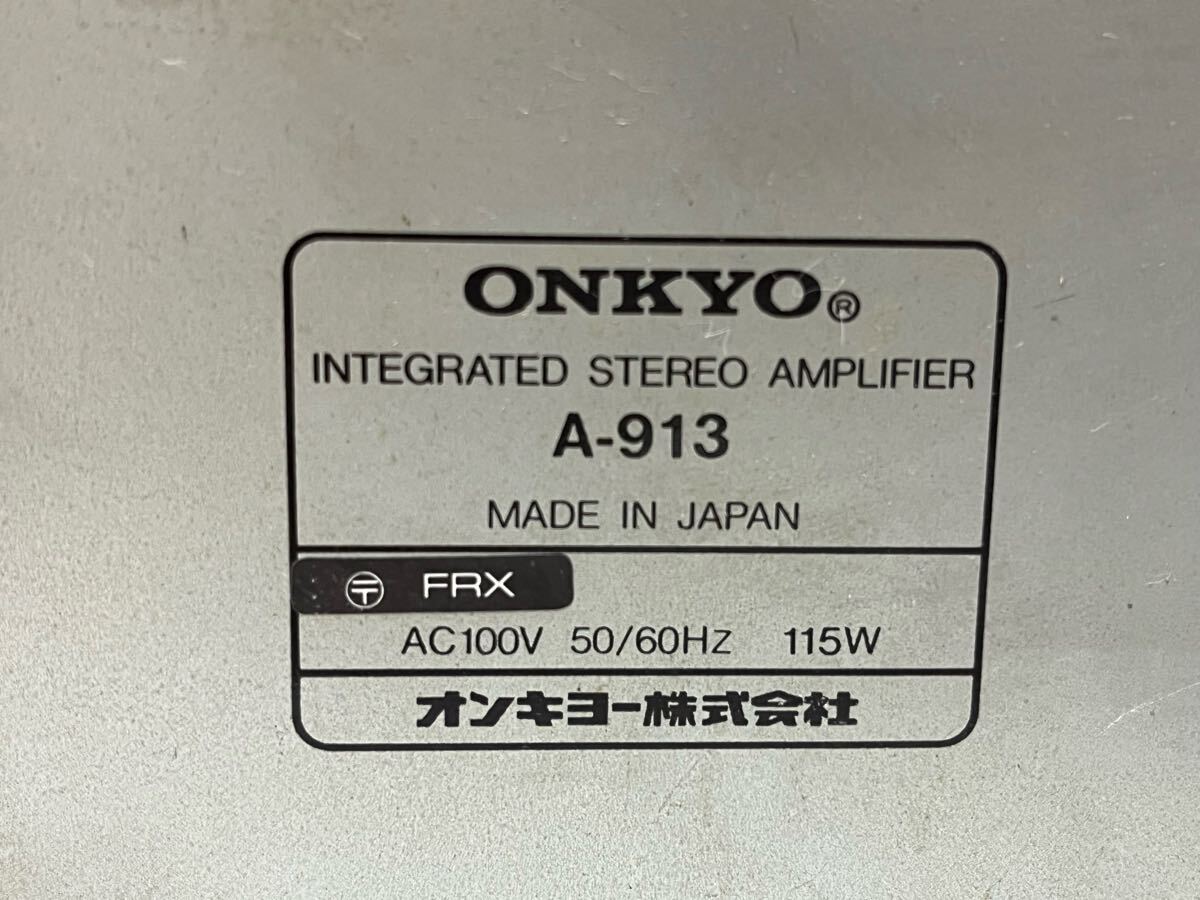 ONKYO®
INTEGRATED STEREO AMPLIFIER
A-913
MADE IN JAPAN
〶 FRX
AC100V 50/60Hz 115W
オンキヨー株式会社